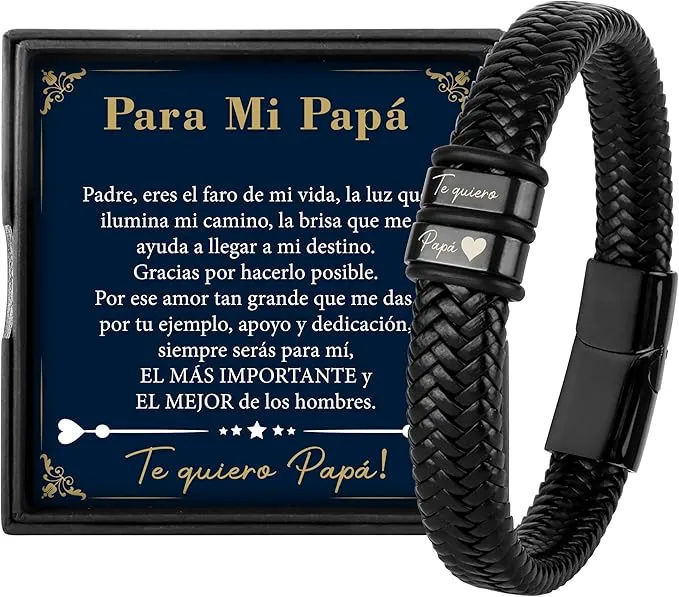 Para Mi Papá
Padre, eres el faro de mi vida, la luz qu
ilumina mi camino, la brisa que me
ayuda a llegar a mi destino.
Gracias por hacerlo posible.
Por ese amor tan grande que me das
por tu ejemplo, apoyo y dedicación,
siempre serás para mí,
EL MÁS IMPORTANTE y
EL MEJOR de los hombres.
Te quiero Papá!
Te quiero
Papá